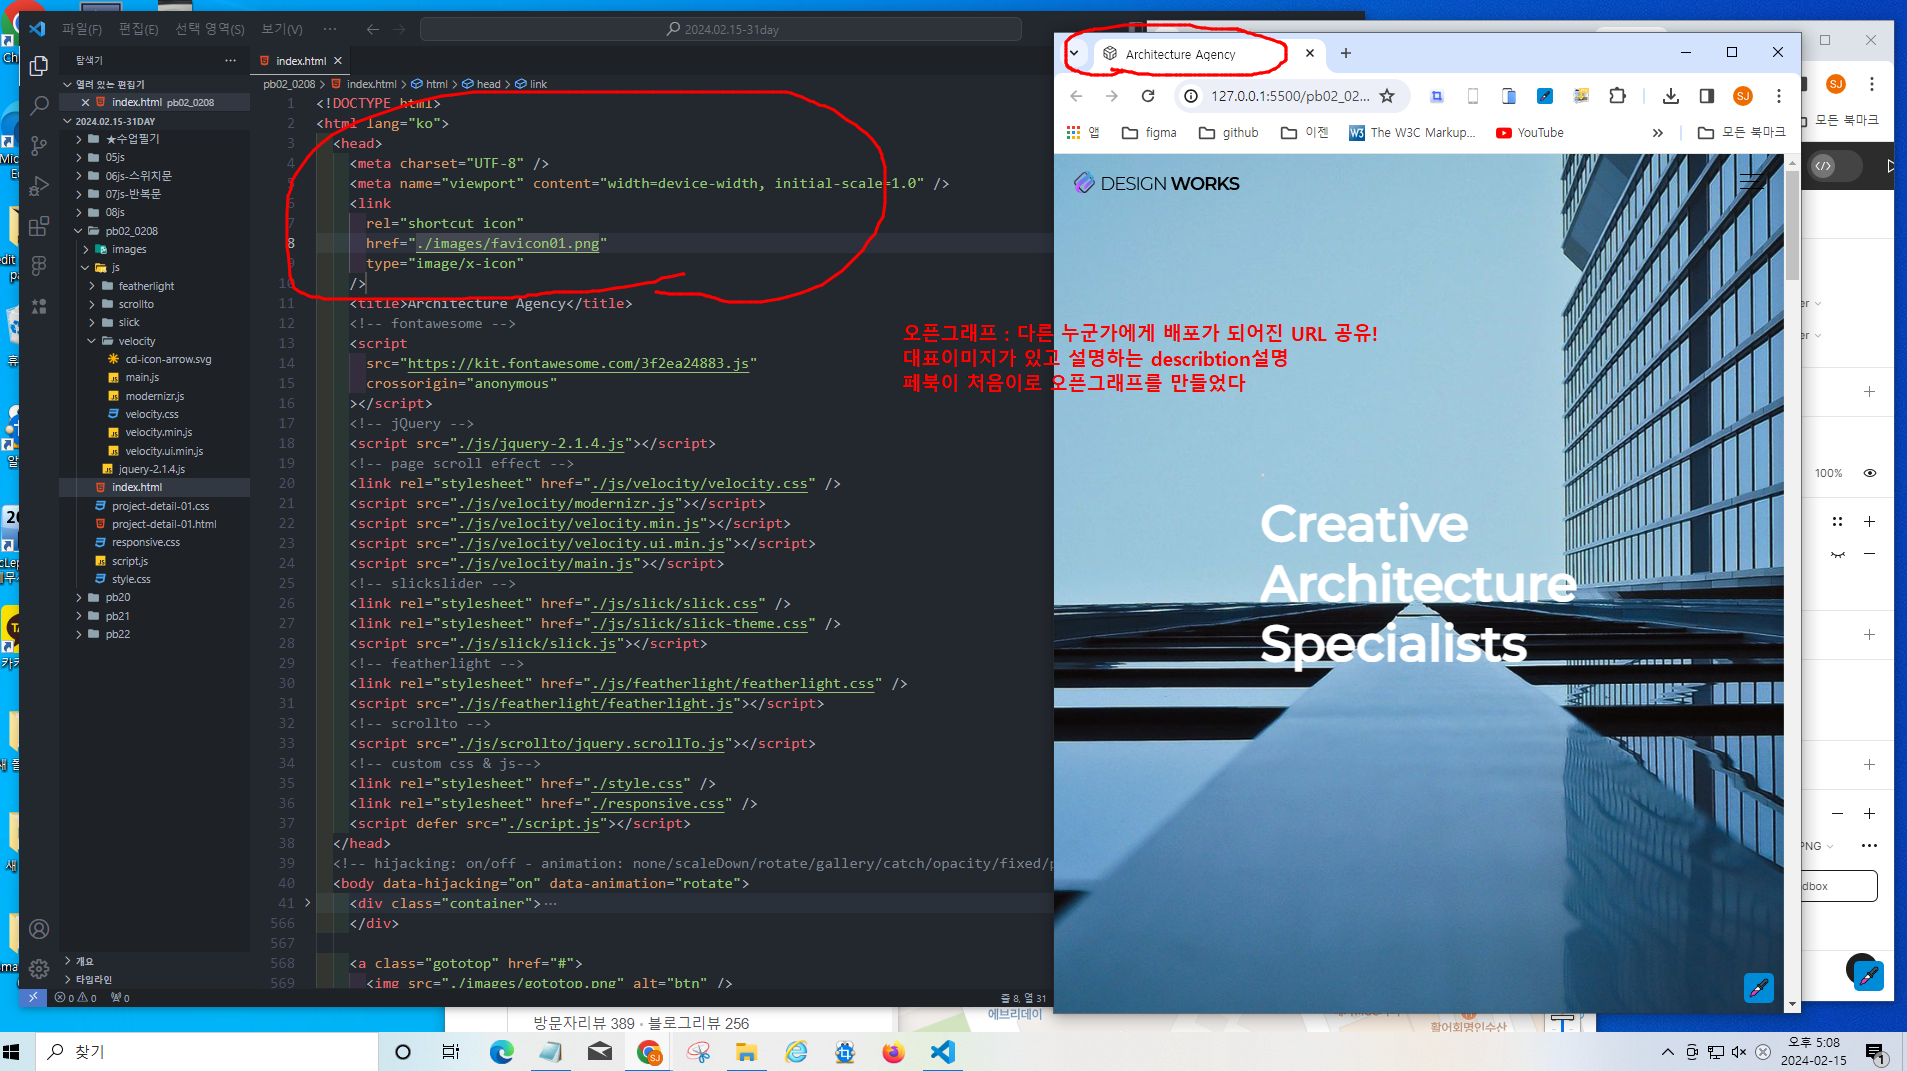 파일(F) 편집(E) 선택 영역(S) 보기(V) ··· 2024.02.15-31day
탐색기 ···
열려 있는 편집기
index.html pb02_0208
2024.02.15-31DAY
★수업필기
05js
06js-스위치문
07js-반복문
08js
pb02_0208
images
js
featherlight
scrollto
slick
velocity
cd-icon-arrow.svg
main.js
modernizr.js
velocity.css
velocity.min.js
velocity.ui.min.js
jquery-2.1.4.js
index.html
project-detail-01.css
project-detail-01.html
responsive.css
script.js
style.css
pb20
pb21
pb22
개요
타임라인
index.html
pb02_0208 > index.html > html > head > link
1 <!DOCTYPE html>
2 <html lang="ko">
3 <head>
4 <meta charset="UTF-8" />
5 <meta name="viewport" content="width=device-width, initial-scale=1.0" />
6 <link
7 rel="shortcut icon"
8 href="./images/favicon01.png"
9 type="image/x-icon"
10 />
11 <title>Architecture Agency</title>
12 <!-- fontawesome -->
13 <script
14 src="https://kit.fontawesome.com/3f2ea24883.js"
15 crossorigin="anonymous"
16 ></script>
17 <!-- jQuery -->
18 <script src="./js/jquery-2.1.4.js"></script>
19 <!-- page scroll effect -->
20 <link rel="stylesheet" href="./js/velocity/velocity.css" />
21 <script src="./js/velocity/modernizr.js"></script>
22 <script src="./js/velocity/velocity.min.js"></script>
23 <script src="./js/velocity/velocity.ui.min.js"></script>
24 <script src="./js/velocity/main.js"></script>
25 <!-- slickslider -->
26 <link rel="stylesheet" href="./js/slick/slick.css" />
27 <link rel="stylesheet" href="./js/slick/slick-theme.css" />
28 <script src="./js/slick/slick.js"></script>
29 <!-- featherlight -->
30 <link rel="stylesheet" href="./js/featherlight/featherlight.css" />
31 <script src="./js/featherlight/featherlight.js"></script>
32 <!-- scrollto -->
33 <script src="./js/scrollto/jquery.scrollTo.js"></script>
34 <!-- custom css & js-->
35 <link rel="stylesheet" href="./style.css" />
36 <link rel="stylesheet" href="./responsive.css" />
37 <script defer src="./script.js"></script>
38 </head>
39 <!-- hijacking: on/off - animation: none/scaleDown/rotate/gallery/catch/opacity/fixed/
40 <body data-hijacking="on" data-animation="rotate">
41 <div class="container">···
566 </div>
567
568 <a class="gototop" href="#">
569 <img src="./images/gototop.png" alt="btn" />
0 0 0
줄 8, 열 31
오픈그래프 : 다른 누군가에게 배포가 되어진 URL 공유!
대표이미지가 있고 설명하는 describtion설명
페북이 처음이로 오픈그래프를 만들었다
Architecture Agency
127.0.0.1:5500/pb02_02...
SJ
앱 figma github 이젠 The W3C Markup... YouTube » 모든 북마크
DESIGN WORKS
Creative
Architecture
Specialists
SJ
모든 북마크
100%
PNG
방문자리뷰 389 · 블로그리뷰 256
에브리데이
활어회명인수산
찾기
오후 5:08
2024-02-15
1